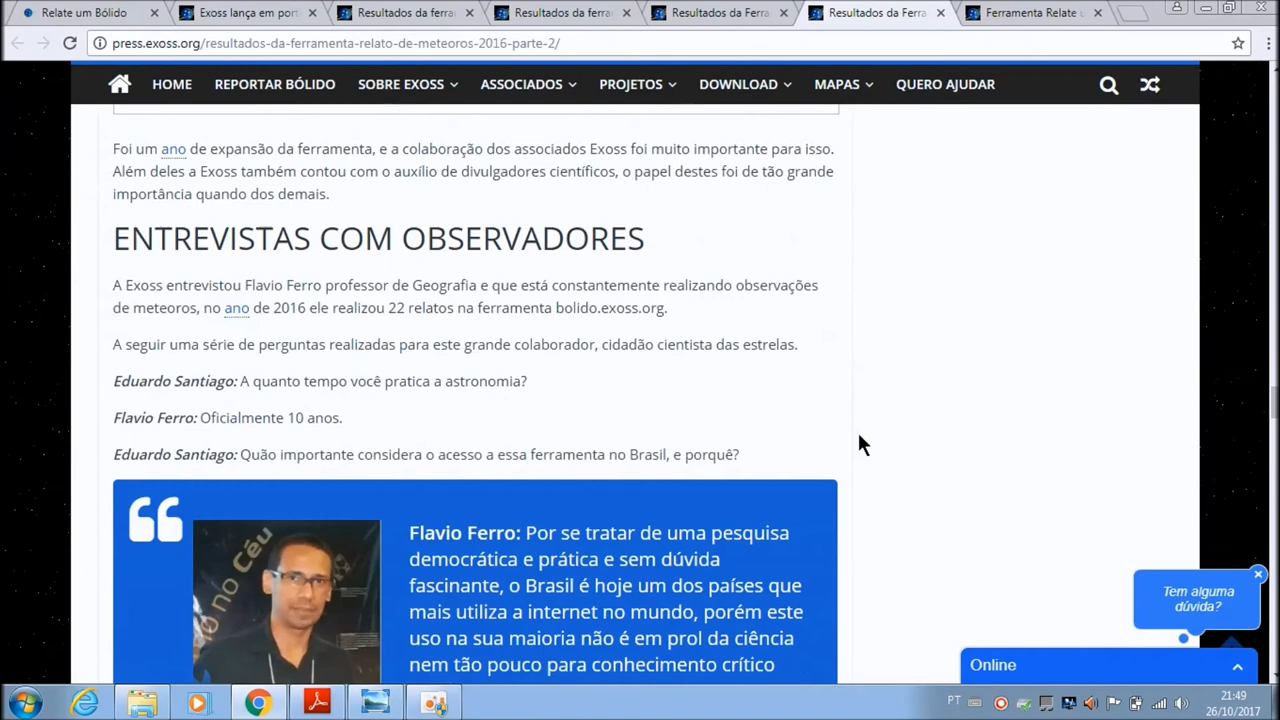 Relate um Bólido
Exoss lança em port
Resultados da ferra
Resultados da ferra
Resultados da Ferra
Resultados da Ferra
Ferramenta Relate u
press.exoss.org/resultados-da-ferramenta-relato-de-meteoros-2016-parte-2/
HOME REPORTAR BÓLIDO SOBRE EXOSS ASSOCIADOS PROJETOS DOWNLOAD MAPAS QUERO AJUDAR
Foi um ano de expansão da ferramenta, e a colaboração dos associados Exoss foi muito importante para isso.
Além deles a Exoss também contou com o auxílio de divulgadores científicos, o papel destes foi de tão grande
importância quando dos demais.
ENTREVISTAS COM OBSERVADORES
A Exoss entrevistou Flavio Ferro professor de Geografia e que está constantemente realizando observações
de meteoros, no ano de 2016 ele realizou 22 relatos na ferramenta bolido.exoss.org.
A seguir uma série de perguntas realizadas para este grande colaborador, cidadão cientista das estrelas.
Eduardo Santiago: A quanto tempo você pratica a astronomia?
Flavio Ferro: Oficialmente 10 anos.
Eduardo Santiago: Quão importante considera o acesso a essa ferramenta no Brasil, e porquê?
no Céu
Flavio Ferro: Por se tratar de uma pesquisa
democrática e prática e sem dúvida
fascinante, o Brasil é hoje um dos países que
mais utiliza a internet no mundo, porém este
uso na sua maioria não é em prol da ciência
nem tão pouco para conhecimento crítico
Tem alguma
dúvida?
Online
PT
21:49
26/10/2017